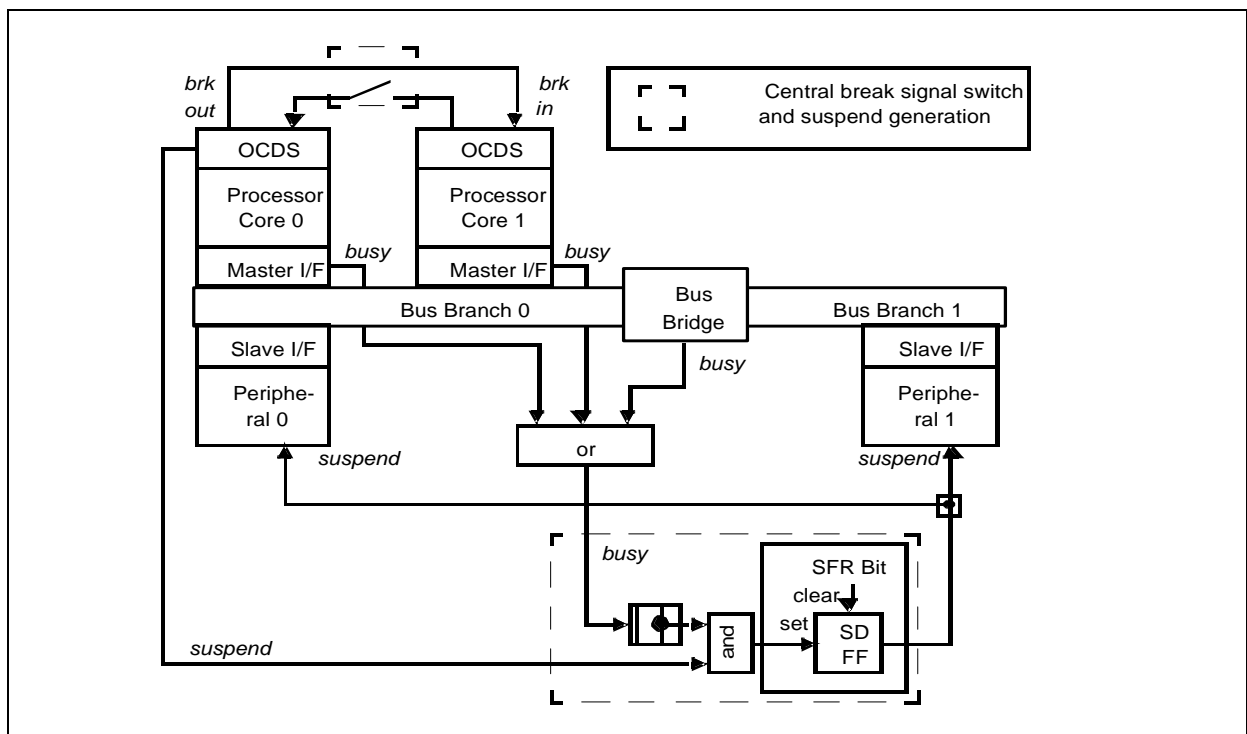 brk
out
brk
in
Central break signal switch
and suspend generation
OCDS
OCDS
Processor
Core 0
Processor
Core 1
busy
busy
Master I/F
Master I/F
Bus Branch 0
Bus
Bridge
Bus Branch 1
Slave I/F
Slave I/F
busy
Periphe-
ral 0
Periphe-
ral 1
or
suspend
suspend
busy
SFR Bit
clear
set
SD
FF
and
suspend